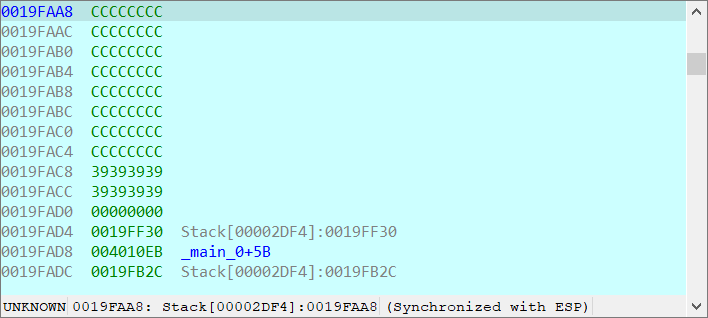 0019FAA8 CCCCCCCC
0019FAAC CCCCCCCC
0019FAB0 CCCCCCCC
0019FAB4 CCCCCCCC
0019FAB8 CCCCCCCC
0019FABC CCCCCCCC
0019FAC0 CCCCCCCC
0019FAC4 CCCCCCCC
0019FAC8 39393939
0019FACC 39393939
0019FAD0 00000000
0019FAD4 0019FF30 Stack[00002DF4]:0019FF30
0019FAD8 004010EB _main_0+5B
0019FADC 0019FB2C Stack[00002DF4]:0019FB2C
UNKNOWN 0019FAA8: Stack[00002DF4]:0019FAA8 (Synchronized with ESP)